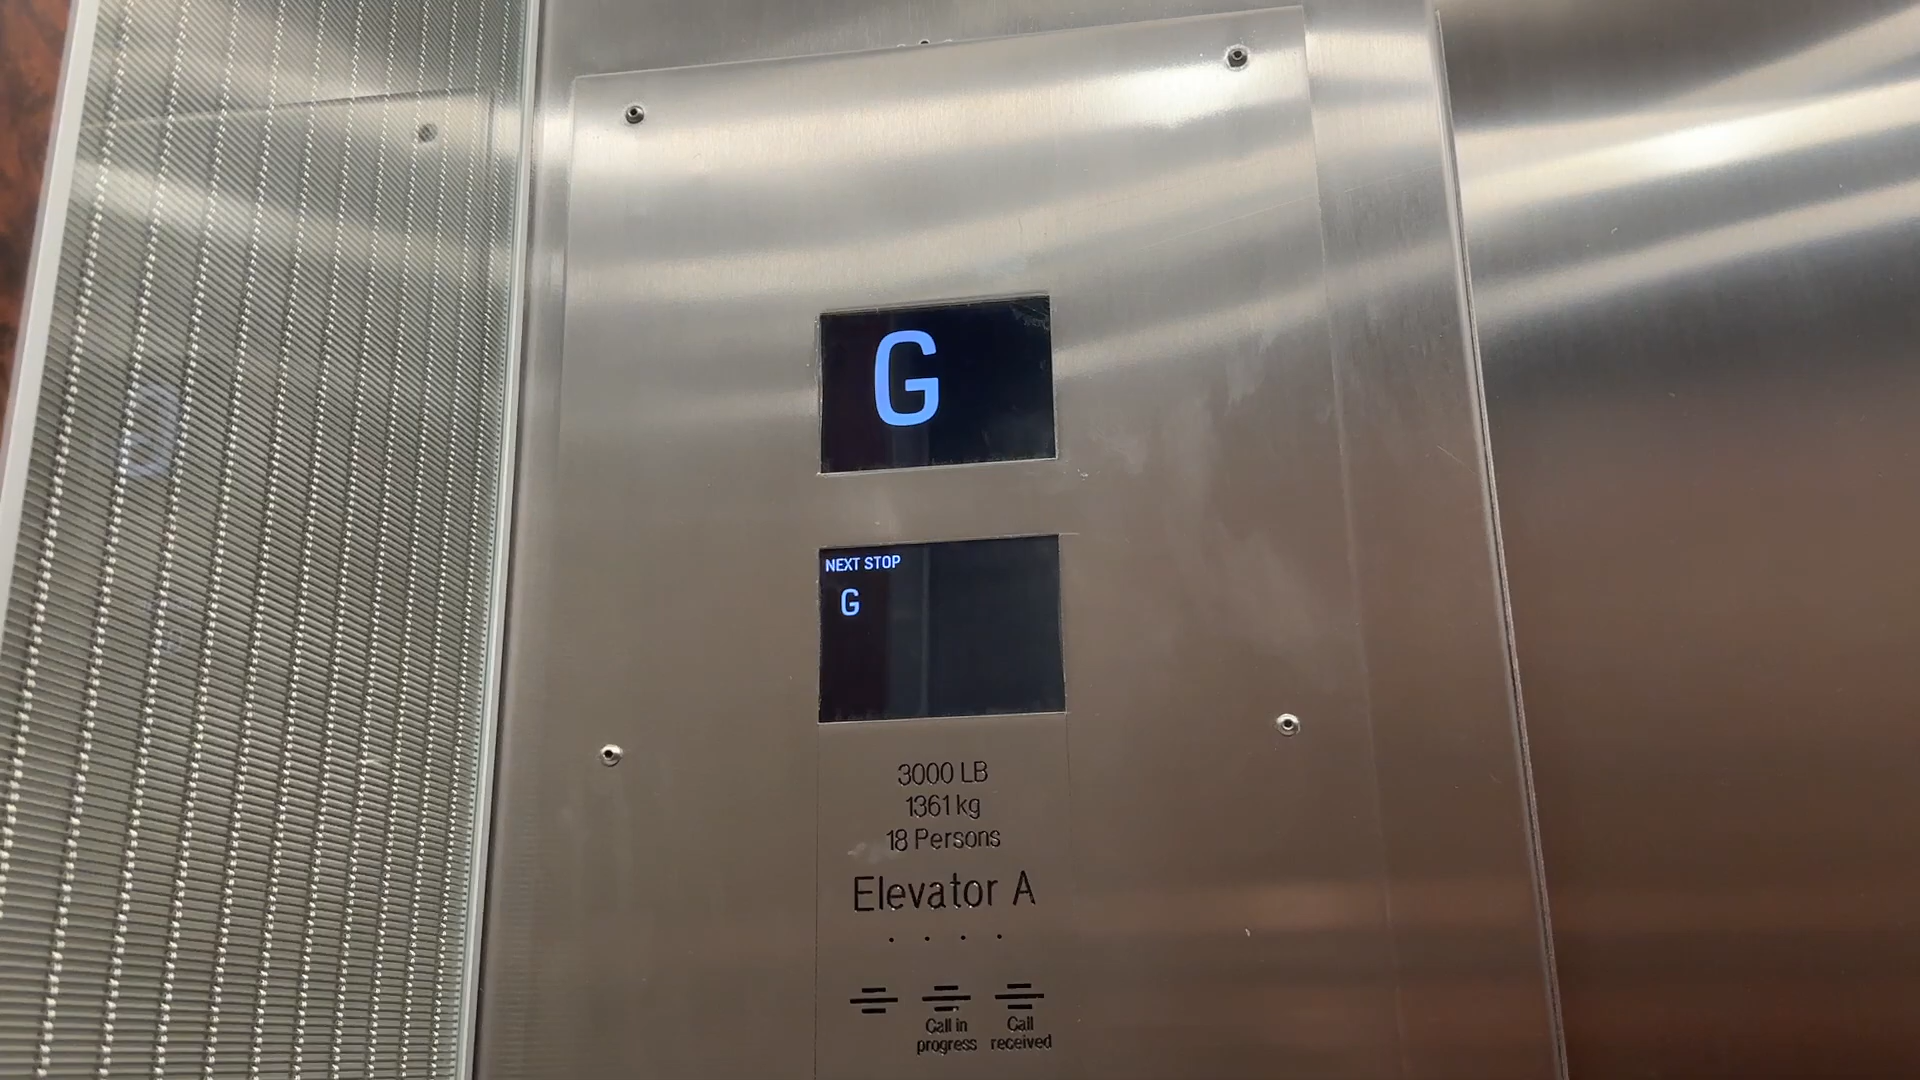 G
NEXT STOP
G
3000 LB
1361 kg
18 Persons
Elevator A
Call in
progress
Call
received